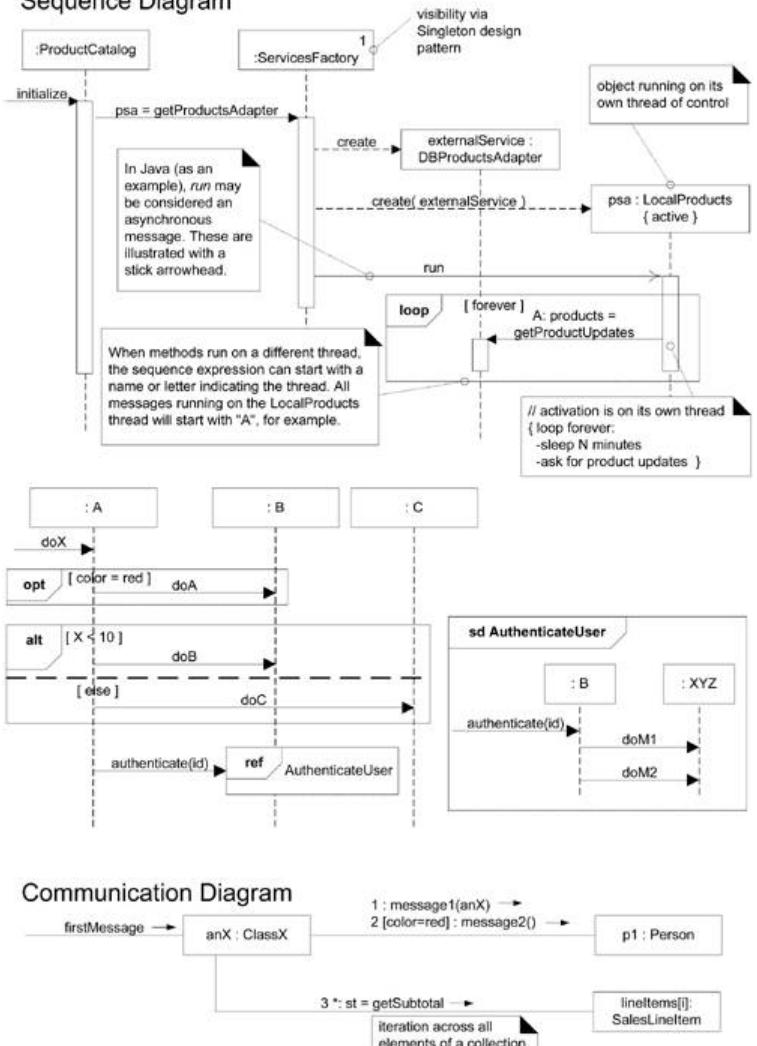 Sequence Diagram
visibility via
Singleton design
pattern
:ProductCatalog
1
:ServicesFactory
object running on its
own thread of control
initialize
psa = getProductsAdapter
create
externalService :
DBProductsAdapter
In Java (as an
example), run may
be considered an
asynchronous
message. These are
illustrated with a
stick arrowhead.
create( externalService )
psa : LocalProducts
{ active }
run
loop
[ forever ]
A: products =
getProductUpdates
When methods run on a different thread,
the sequence expression can start with a
name or letter indicating the thread. All
messages running on the LocalProducts
thread will start with "A", for example.
// activation is on its own thread
{ loop forever:
-sleep N minutes
-ask for product updates }
: A
: B
: C
doX
opt
[ color = red ]
doA
alt
[ X < 10 ]
doB
[ else ]
doC
authenticate(id)
ref
AuthenticateUser
sd AuthenticateUser
: B
: XYZ
authenticate(id)
doM1
doM2
Communication Diagram
firstMessage
anX : ClassX
1 : message1(anX)
2 [color=red] : message2()
p1 : Person
3 *: st = getSubtotal
lineItems[i]:
SalesLineItem
iteration across all
elements of a collection